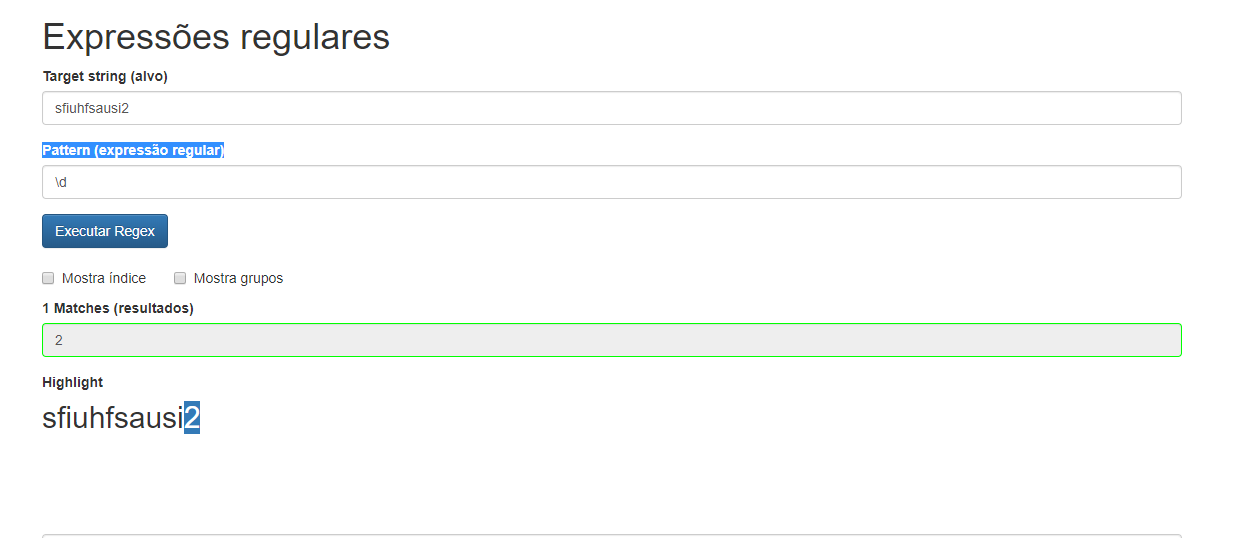 Expressões regulares
Target string (alvo)
sfiuhfsausi2
Pattern (expressão regular)
\d
Executar Regex
Mostra índice Mostra grupos
1 Matches (resultados)
2
Highlight
sfiuhfsausi2